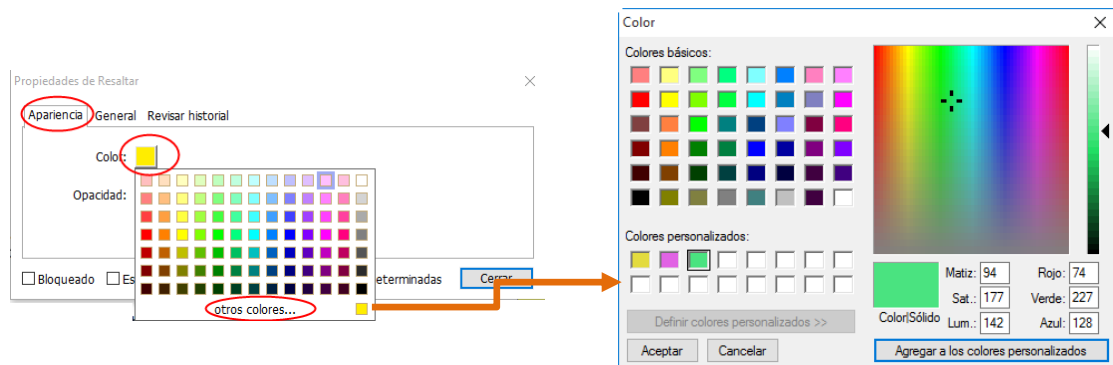 Propiedades de Resaltar
Apariencia General Revisar historial
Color:
Opacidad:
Bloqueado Es
eterminadas Cerrar
otros colores...
Color
Colores básicos:
Colores personalizados:
Definir colores personalizados >>
Aceptar Cancelar
Color|Sólido
Matiz: 94 Rojo: 74
Sat.: 177 Verde: 227
Lum.: 142 Azul: 128
Agregar a los colores personalizados